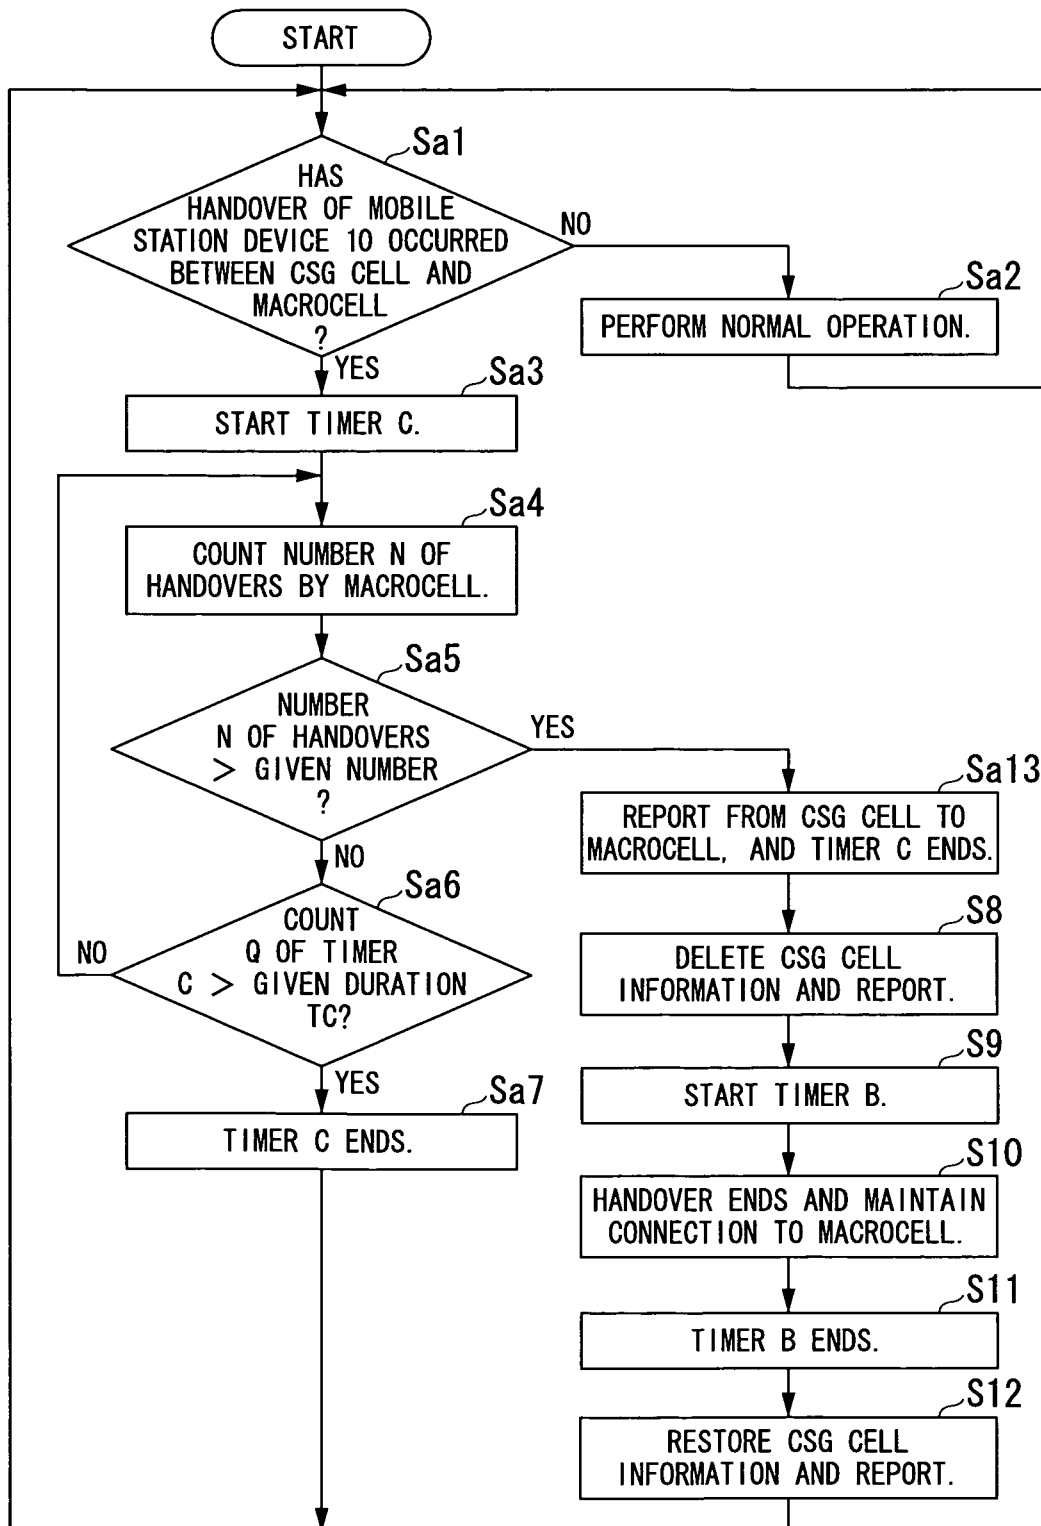 START
Sa1
HAS
HANDOVER OF MOBILE
STATION DEVICE 10 OCCURRED
BETWEEN CSG CELL AND
MACROCELL
?
NO
Sa2
PERFORM NORMAL OPERATION.
YES
Sa3
START TIMER C.
Sa4
COUNT NUMBER N OF
HANDOVERS BY MACROCELL.
Sa5
NUMBER
N OF HANDOVERS
> GIVEN NUMBER
?
YES
Sa13
REPORT FROM CSG CELL TO
MACROCELL, AND TIMER C ENDS.
NO
Sa6
COUNT
Q OF TIMER
C > GIVEN DURATION
TC?
NO
S8
DELETE CSG CELL
INFORMATION AND REPORT.
S9
START TIMER B.
YES
Sa7
TIMER C ENDS.
S10
HANDOVER ENDS AND MAINTAIN
CONNECTION TO MACROCELL.
S11
TIMER B ENDS.
S12
RESTORE CSG CELL
INFORMATION AND REPORT.